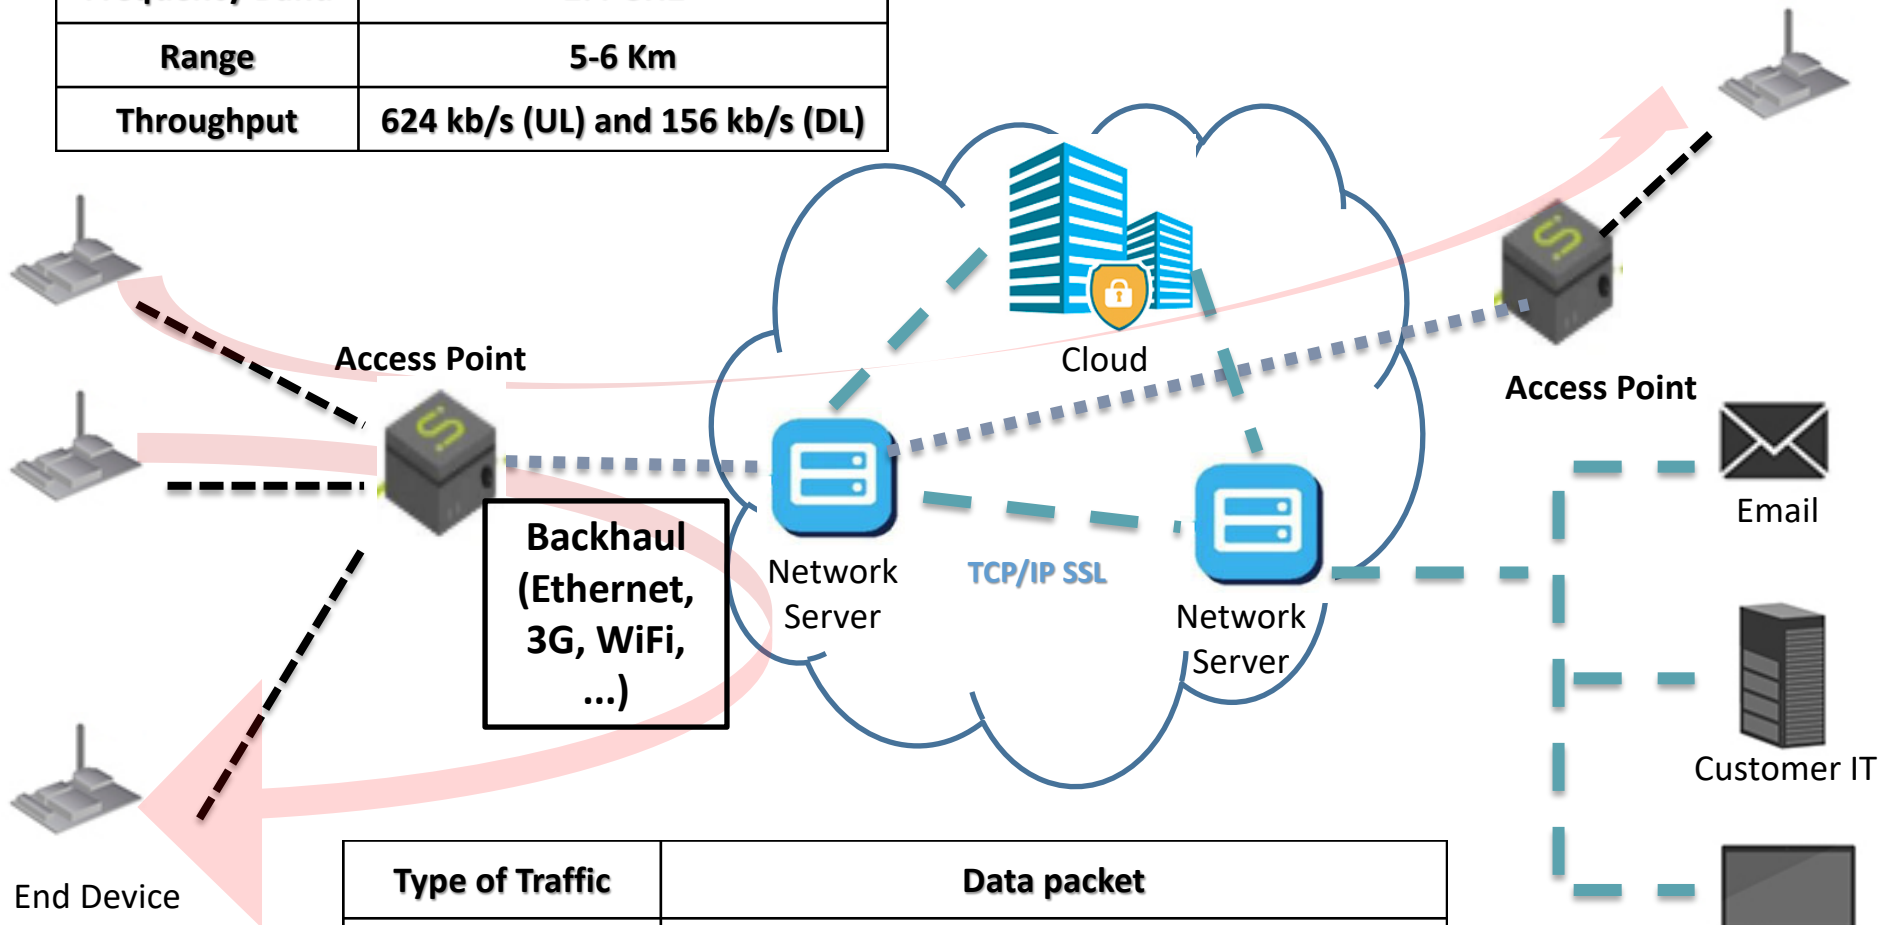 Range
5-6 Km
Throughput
624 kb/s (UL) and 156 kb/s (DL)
Access Point
Cloud
Access Point
Email
Backhaul
(Ethernet,
3G, WiFi,
...)
Network
Server
TCP/IP SSL
Network
Server
Customer IT
End Device
Type of Traffic
Data packet